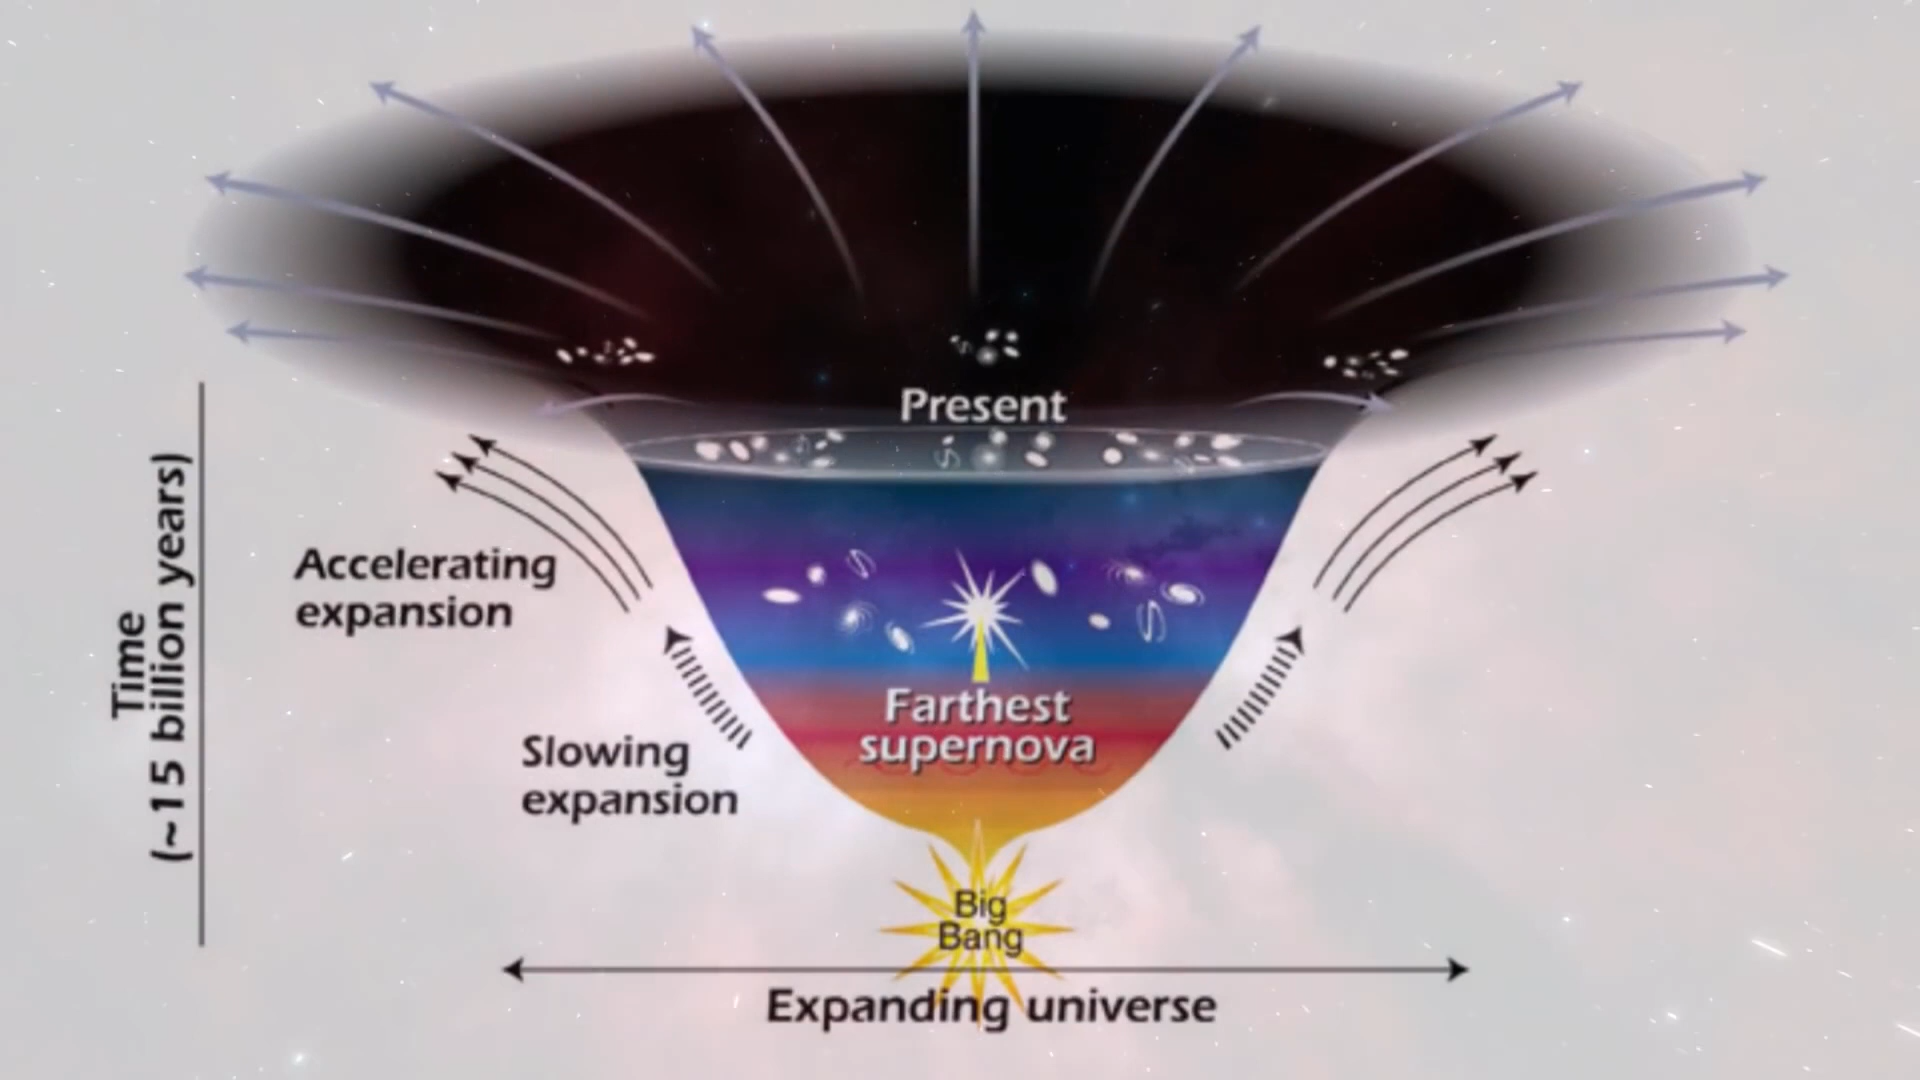 Present
Time
(~15 billion years)
Accelerating
expansion
Farthest
supernova
Slowing
expansion
Big
Bang
Expanding universe